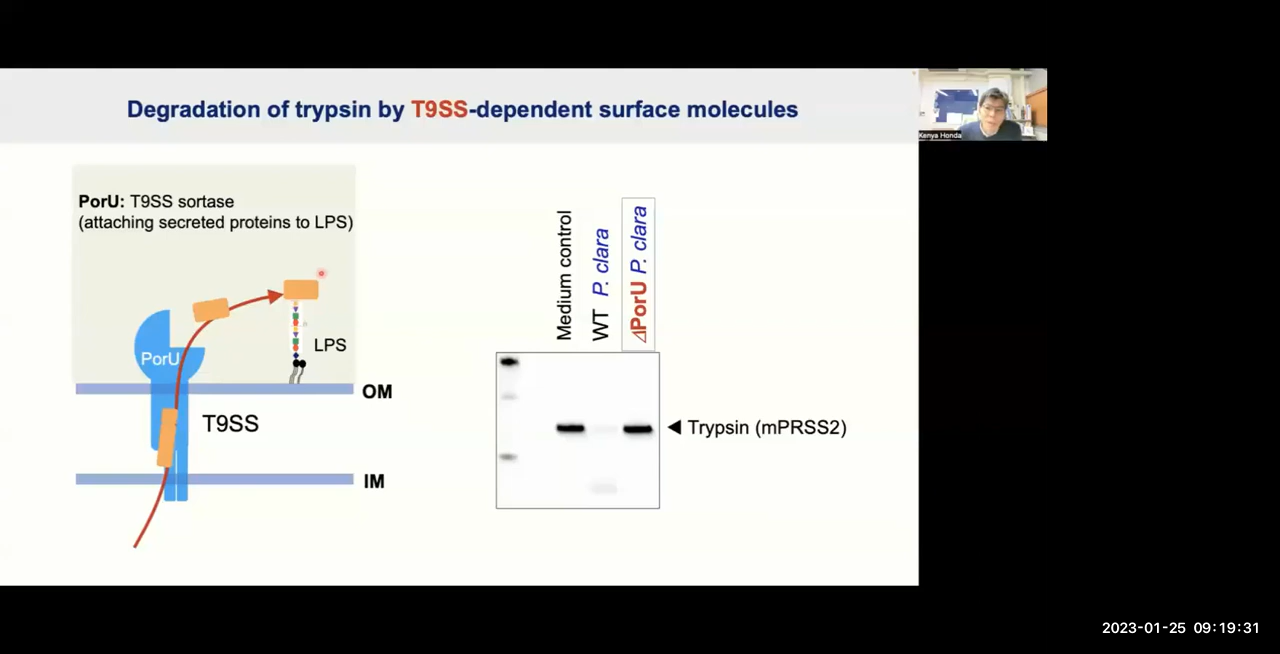 Degradation of trypsin by T9SS-dependent surface molecules
Kenya Honda
PorU: T9SS sortase
(attaching secreted proteins to LPS)
PorU
LPS
OM
T9SS
IM
Medium control
WT P. clara
ΔPorU P. clara
Trypsin (mPRSS2)
2023-01-25 09:19:31